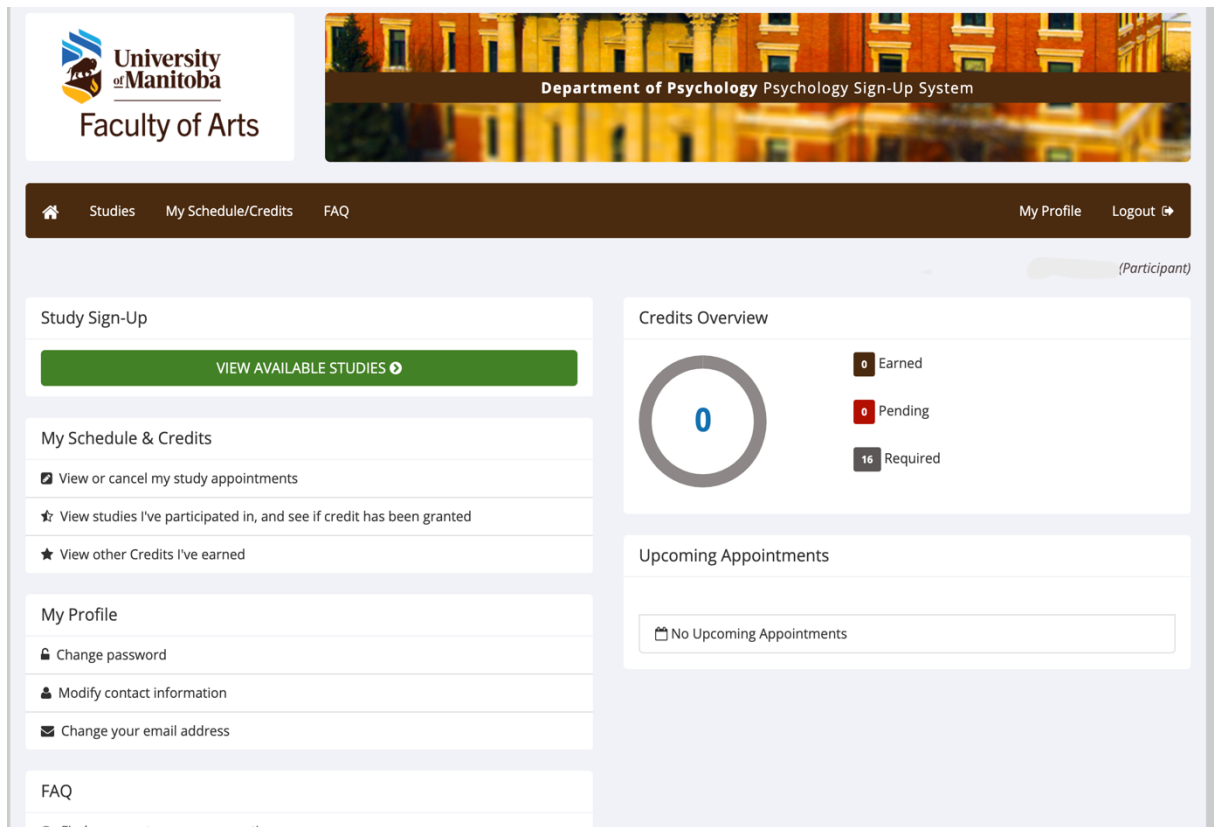 University
of Manitoba
Faculty of Arts
Department of Psychology Psychology Sign-Up System
Studies My Schedule/Credits FAQ My Profile Logout
(Participant)
Study Sign-Up
VIEW AVAILABLE STUDIES
My Schedule & Credits
View or cancel my study appointments
View studies I've participated in, and see if credit has been granted
View other Credits I've earned
My Profile
Change password
Modify contact information
Change your email address
FAQ
Credits Overview
0
0 Earned
0 Pending
16 Required
Upcoming Appointments
No Upcoming Appointments